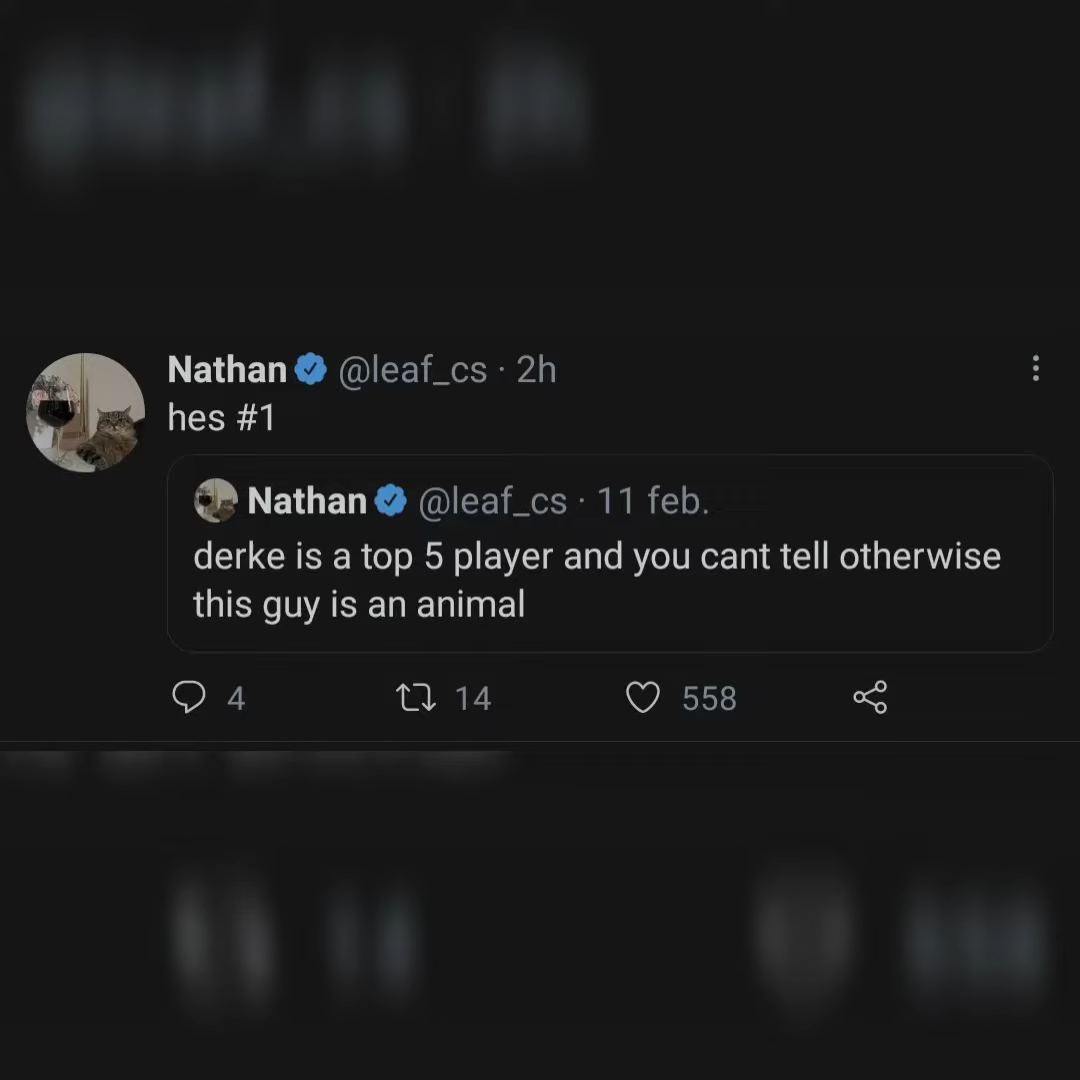 Nathan @leaf_cs · 2h
hes #1
Nathan @leaf_cs · 11 feb.
derke is a top 5 player and you cant tell otherwise
this guy is an animal
4 14 558